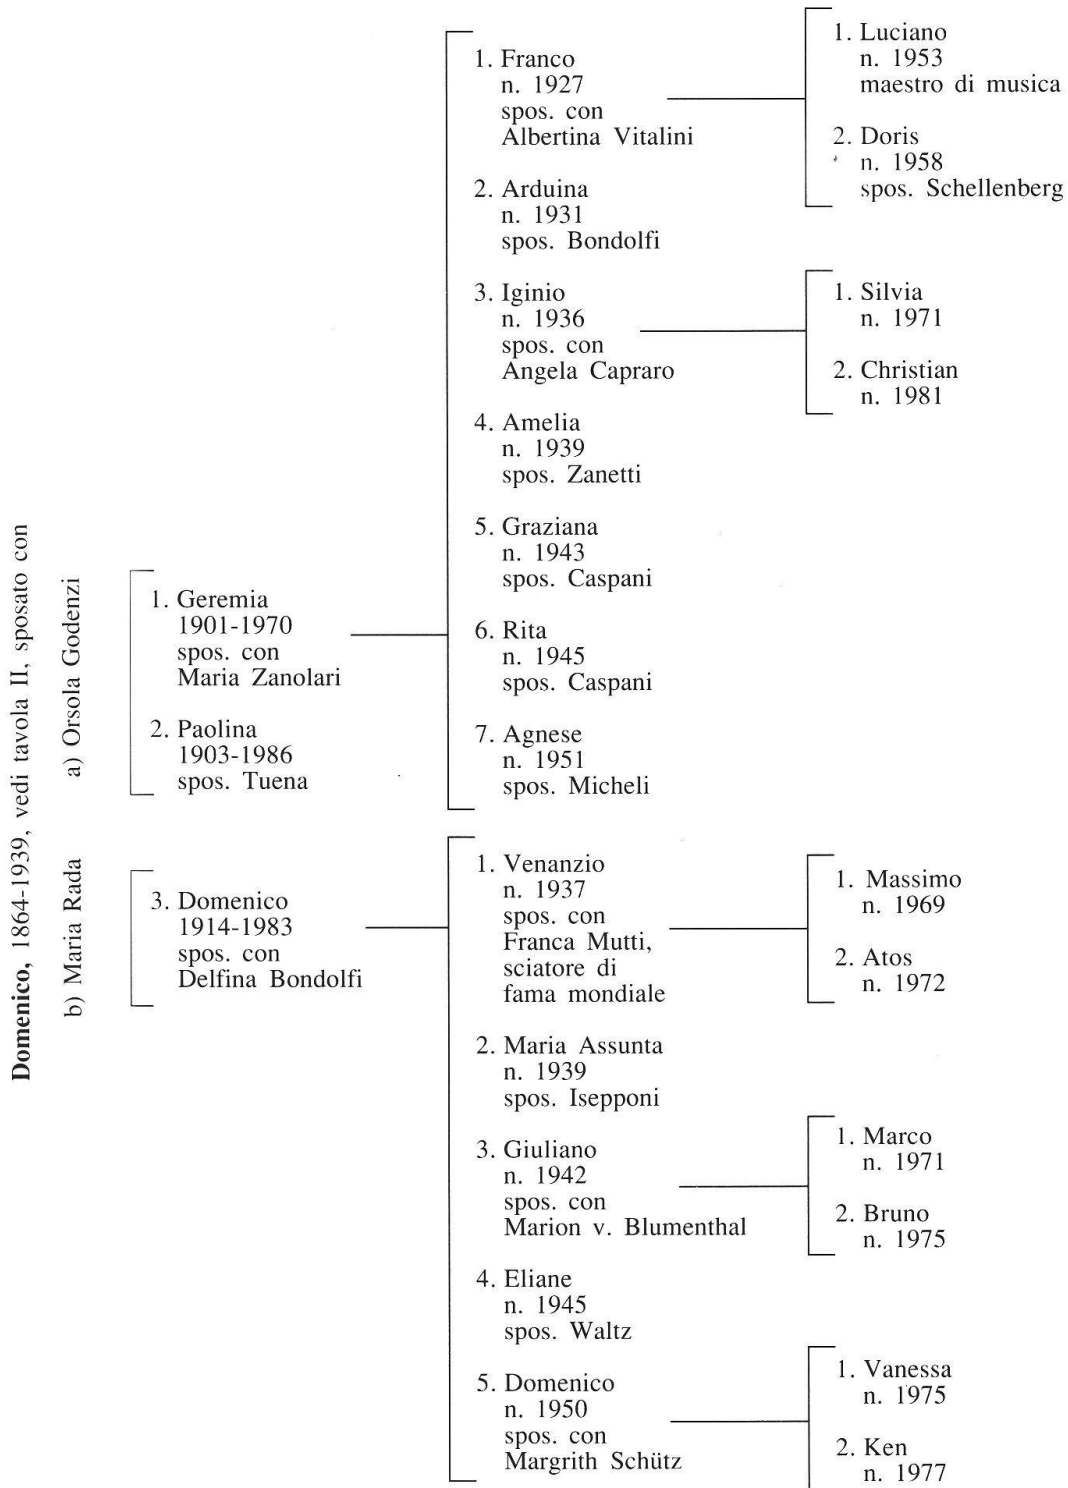 Domenico, 1864-1939, vedi tavola II, sposato con
a) Orsola Godenzi
b) Maria Rada
1. Geremia
1901-1970
spos. con
Maria Zanolari
2. Paolina
1903-1986
spos. Tuena
3. Domenico
1914-1983
spos. con
Delfina Bondolfi
1. Franco
n. 1927
spos. con
Albertina Vitalini
2. Arduina
n. 1931
spos. Bondolfi
3. Iginio
n. 1936
spos. con
Angela Capraro
4. Amelia
n. 1939
spos. Zanetti
5. Graziana
n. 1943
spos. Caspani
6. Rita
n. 1945
spos. Caspani
7. Agnese
n. 1951
spos. Micheli
1. Venanzio
n. 1937
spos. con
Franca Mutti,
sciatore di
fama mondiale
2. Maria Assunta
n. 1939
spos. Isepponi
3. Giuliano
n. 1942
spos. con
Marion v. Blumenthal
4. Eliane
n. 1945
spos. Waltz
5. Domenico
n. 1950
spos. con
Margrith Schütz
1. Luciano
n. 1953
maestro di musica
2. Doris
n. 1958
spos. Schellenberg
1. Silvia
n. 1971
2. Christian
n. 1981
1. Massimo
n. 1969
2. Atos
n. 1972
1. Marco
n. 1971
2. Bruno
n. 1975
1. Vanessa
n. 1975
2. Ken
n. 1977